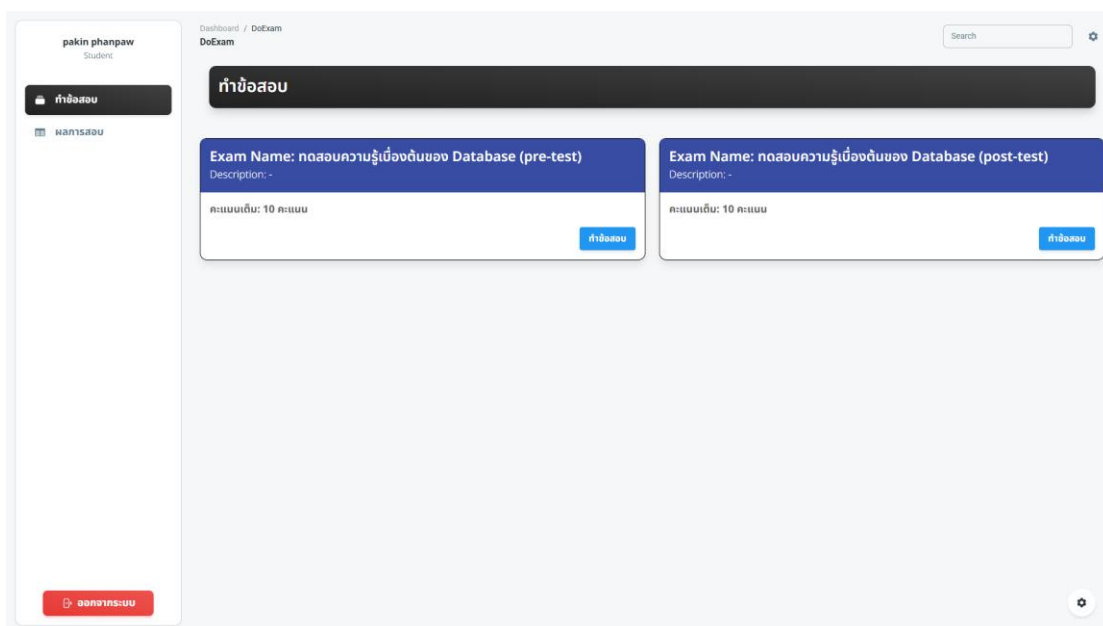 pakin phanpaw
Student
ทำข้อสอบ
ผลการสอบ
ออกจากระบบ
Dashboard / DoExam
DoExam
Search
ทำข้อสอบ
Exam Name: ทดสอบความรู้เบื่องต้นของ Database (pre-test)
Description: -
คะแนนเต็ม: 10 คะแนน
ทำข้อสอบ
Exam Name: ทดสอบความรู้เบื่องต้นของ Database (post-test)
Description: -
คะแนนเต็ม: 10 คะแนน
ทำข้อสอบ